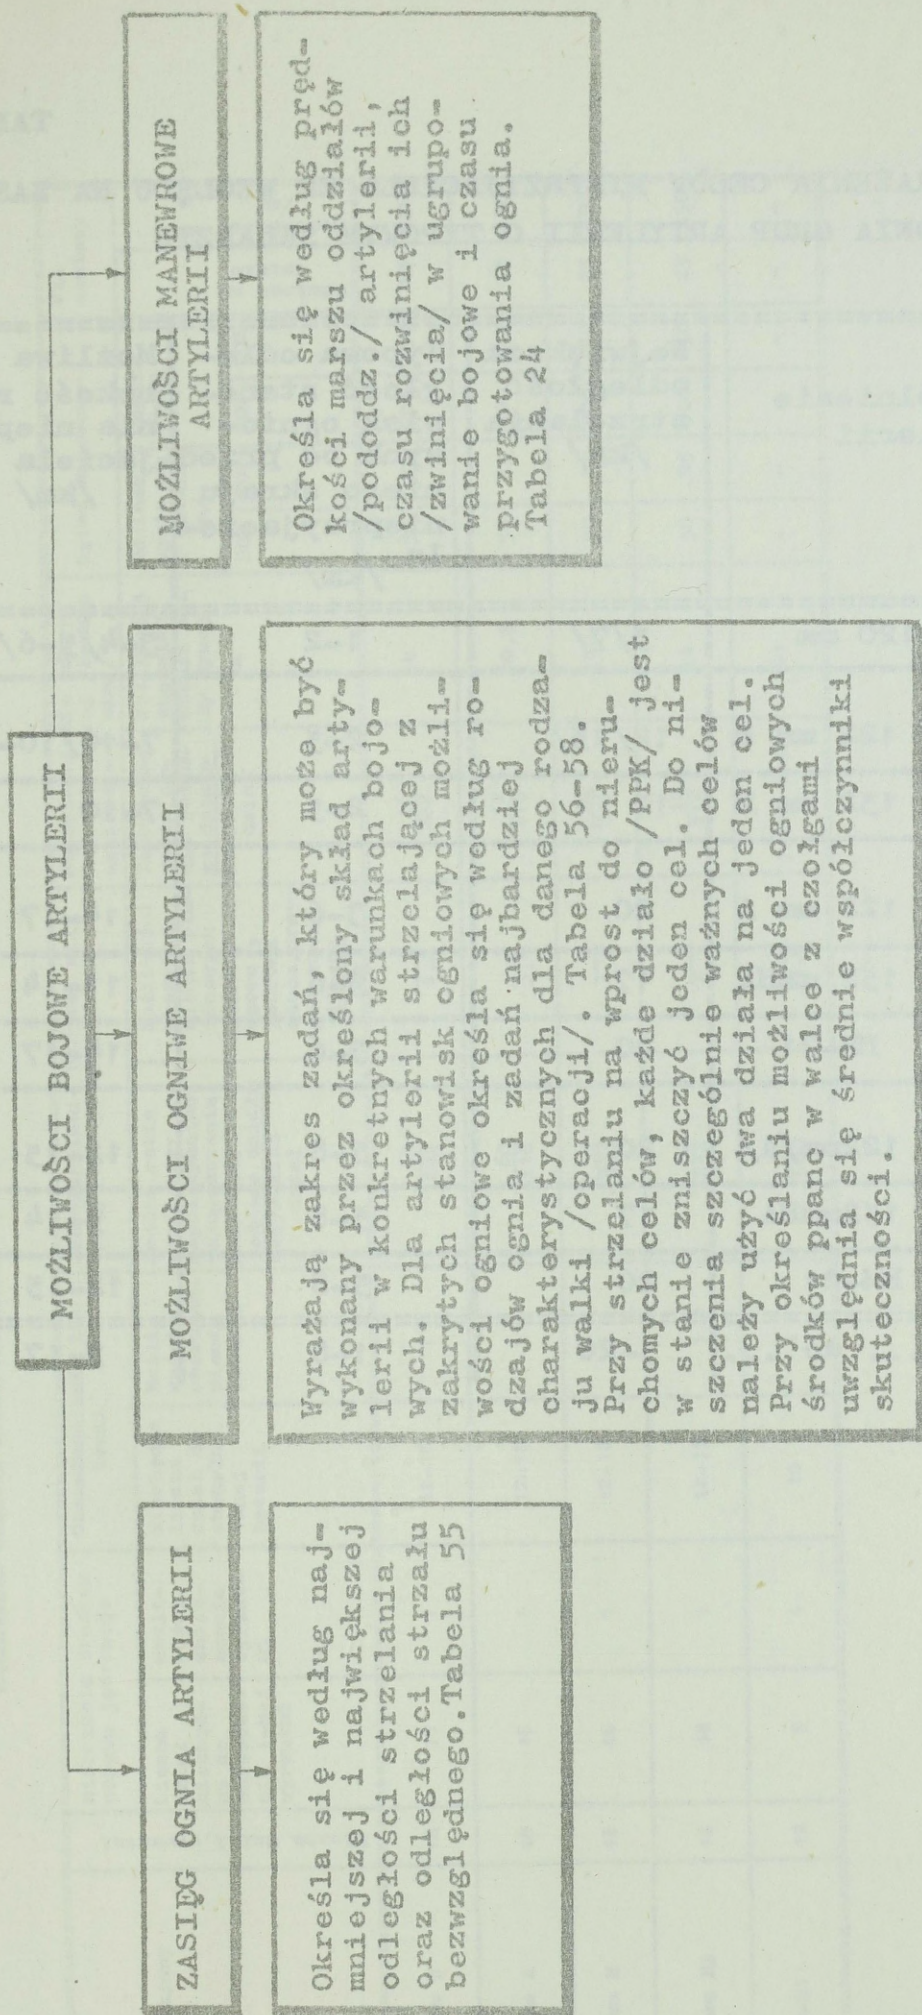 MOŻLIWOŚCI BOJOWE ARTYLERII
ZASIĘG OGNIA ARTYLERII
Określa się według naj-
mniejszej i największej
odległości strzelania
oraz odległości strzału
bezwzględnego.Tabela 55
MOŻLIWOŚCI OGNIWE ARTYLERII
Wyrażają zakres zadań, który może być
wykonany przez określony skład arty-
lerii w konkretnych warunkach bojo-
wych. Dla artylerii strzelającej z
zakrytych stanowisk ogniowych możli-
wości ogniowe określa się według ro-
dzajów ognia i zadań najbardziej
charakterystycznych dla danego rodza-
ju walki /operacji/. Tabela 56-58.
Przy strzelaniu na wprost do nieru-
chomych celów, każde działo /PPK/ jest
w stanie zniszczyć jeden cel. Do ni-
szczenia szczególnie ważnych celów
należy użyć dwa działa na jeden cel.
Przy określaniu możliwości ogniowych
środków ppanc w walce z czołgami
uwzględnia się średnie współczynniki
skuteczności.
MOŻLIWOŚCI MANEWROWE
ARTYLERII
Określa się według pręd-
kości marszu oddziałów
/pododdz./ artylerii,
czasu rozwinięcia ich
/zwinięcia/ w ugrupo-
wanie bojowe i czasu
przygotowania ognia.
Tabela 24